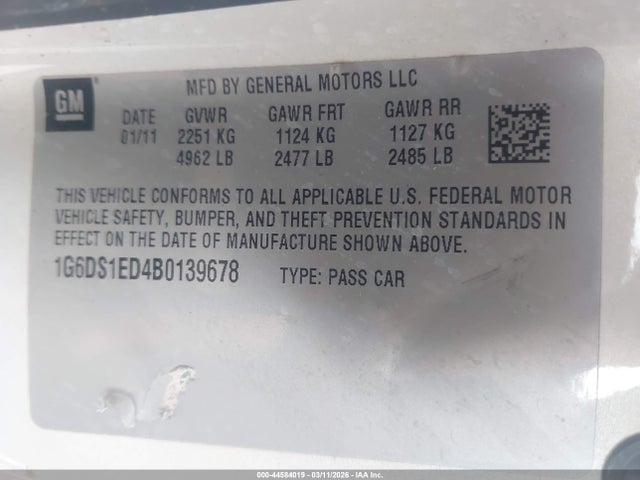 GM
MFD BY GENERAL MOTORS LLC
DATE GVWR GAWR FRT GAWR RR
01/11 2251 KG 1124 KG 1127 KG
4962 LB 2477 LB 2485 LB
THIS VEHICLE CONFORMS TO ALL APPLICABLE U.S. FEDERAL MOTOR
VEHICLE SAFETY, BUMPER, AND THEFT PREVENTION STANDARDS IN
EFFECT ON THE DATE OF MANUFACTURE SHOWN ABOVE.
1G6DS1ED4B0139678 TYPE: PASS CAR
000-44584019 - 03/11/2026 - IAAI Inc.